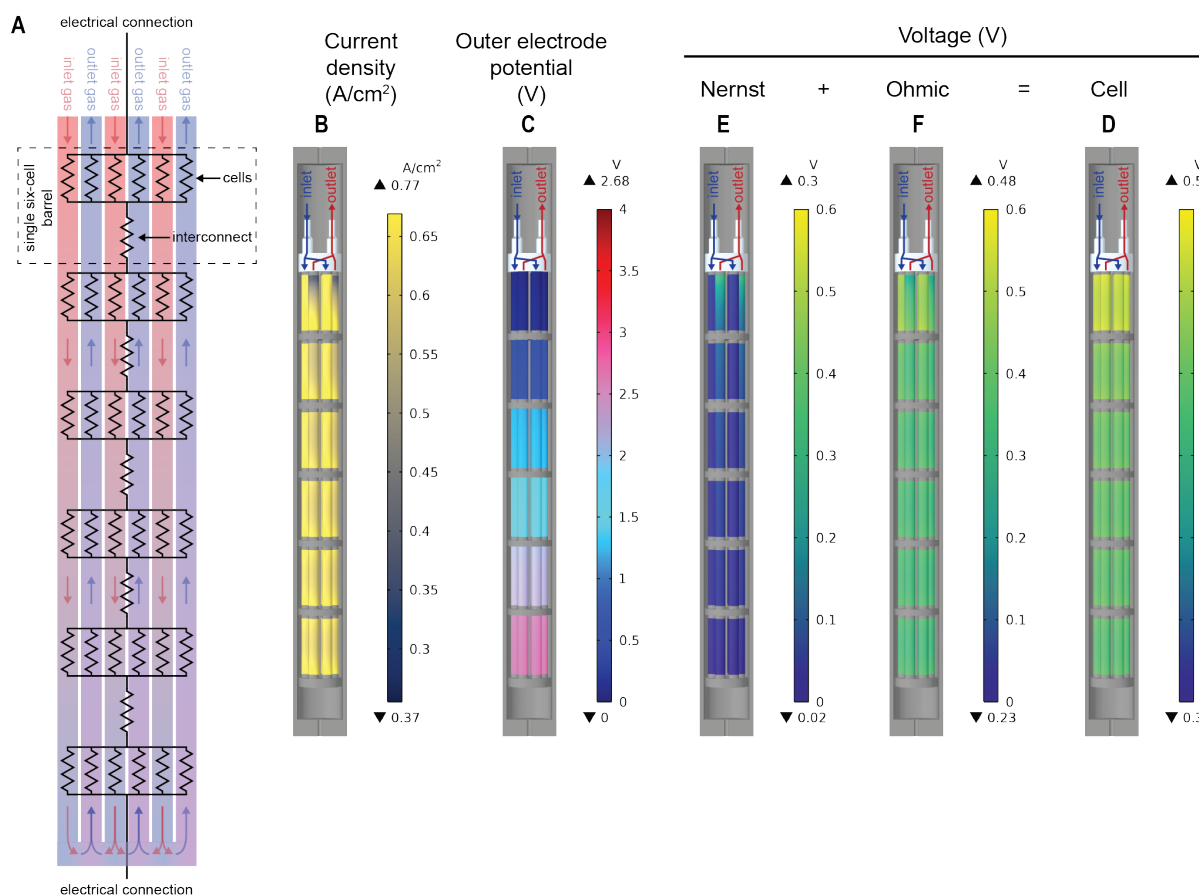 A
electrical connection
inlet gas
outlet gas
inlet gas
outlet gas
inlet gas
outlet gas
single six-cell
barrel
cells
interconnect
electrical connection
Current
density
(A/cm²)
B
inlet
outlet
A/cm²
▲ 0.77
0.65
0.6
0.55
0.5
0.45
0.4
0.35
0.3
▼ 0.37
Outer electrode
potential
(V)
C
inlet
outlet
V
▲ 2.68
4
3.5
3
2.5
2
1.5
1
0.5
0
▼ 0
Voltage (V)
Nernst + Ohmic = Cell
E
inlet
outlet
V
▲ 0.3
0.6
0.5
0.4
0.3
0.2
0.1
0
▼ 0.02
F
inlet
outlet
V
▲ 0.48
0.6
0.5
0.4
0.3
0.2
0.1
0
▼ 0.23
D
inlet
outlet
V
▲ 0.5
▼ 0.3